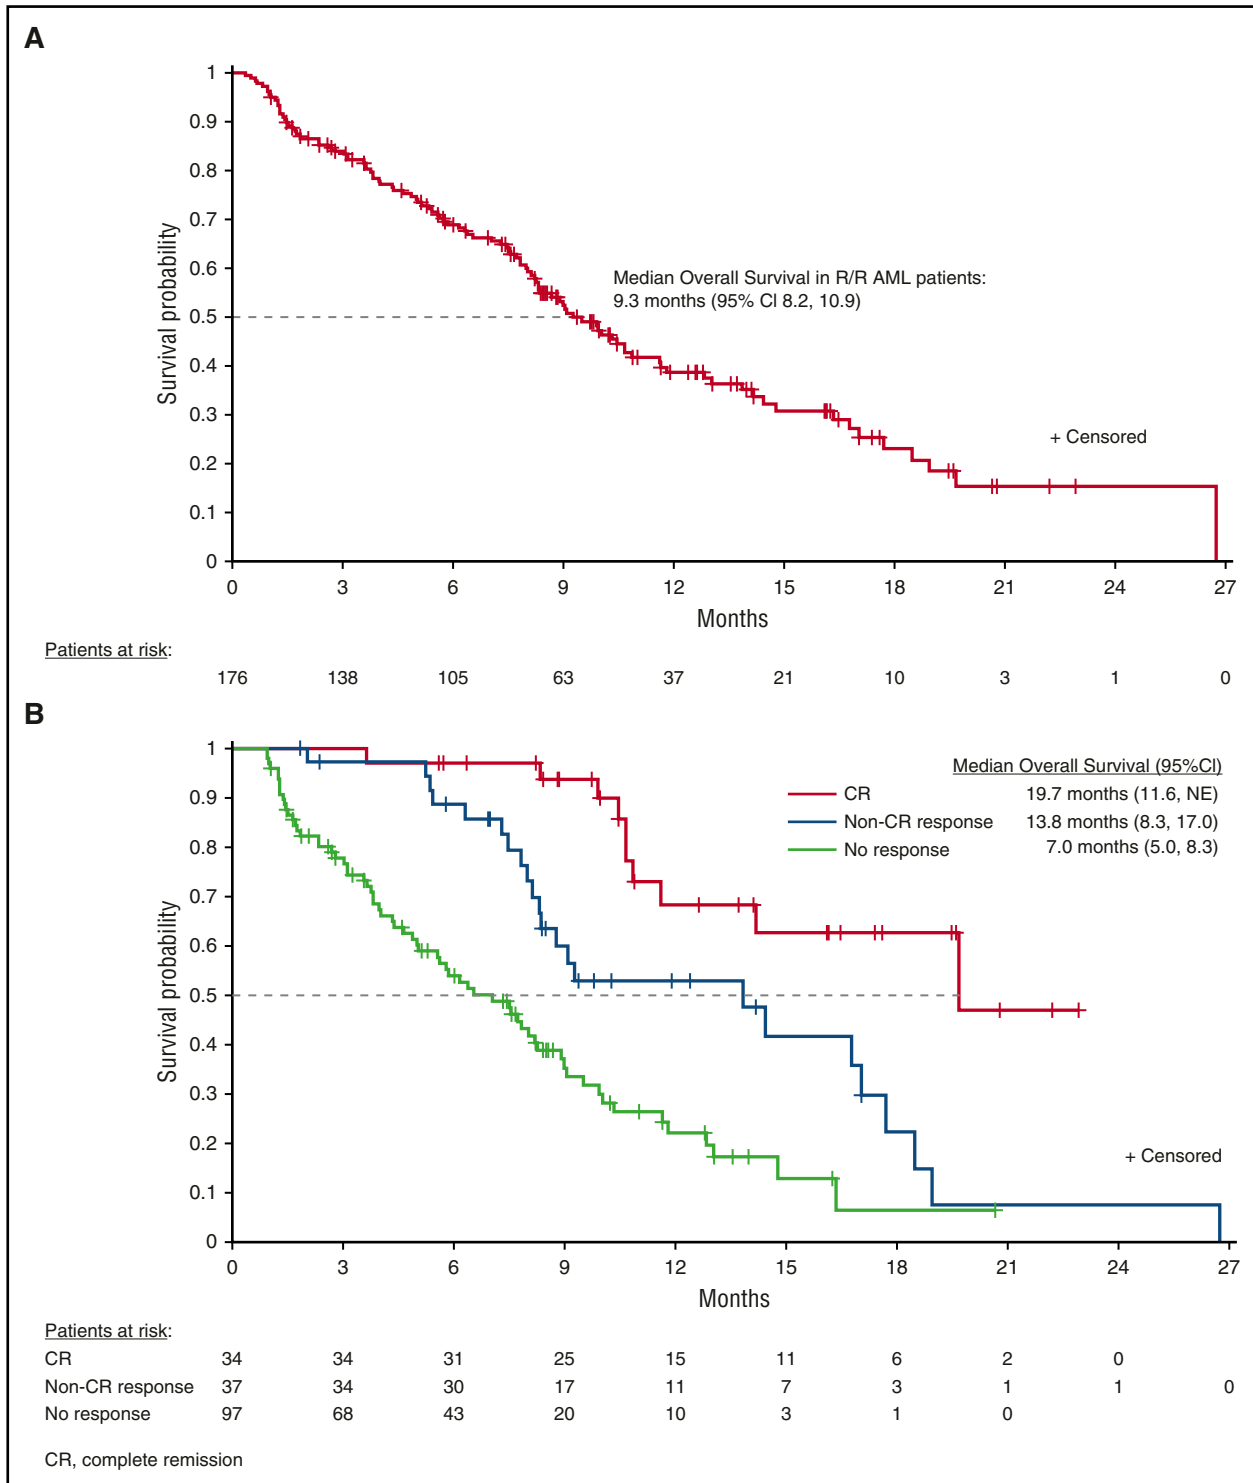 A
1
0.9
0.8
0.7
0.6
0.5
0.4
0.3
0.2
0.1
0
Survival probability
Median Overall Survival in R/R AML patients:
9.3 months (95% CI 8.2, 10.9)
+ Censored
0 3 6 9 12 15 18 21 24 27
Months
Patients at risk:
176 138 105 63 37 21 10 3 1 0
B
1
0.9
0.8
0.7
0.6
0.5
0.4
0.3
0.2
0.1
0
Survival probability
Median Overall Survival (95%CI)
CR 19.7 months (11.6, NE)
Non-CR response 13.8 months (8.3, 17.0)
No response 7.0 months (5.0, 8.3)
+ Censored
0 3 6 9 12 15 18 21 24 27
Months
Patients at risk:
CR 34 34 31 25 15 11 6 2 0
Non-CR response 37 34 30 17 11 7 3 1 1 0
No response 97 68 43 20 10 3 1 0
CR, complete remission